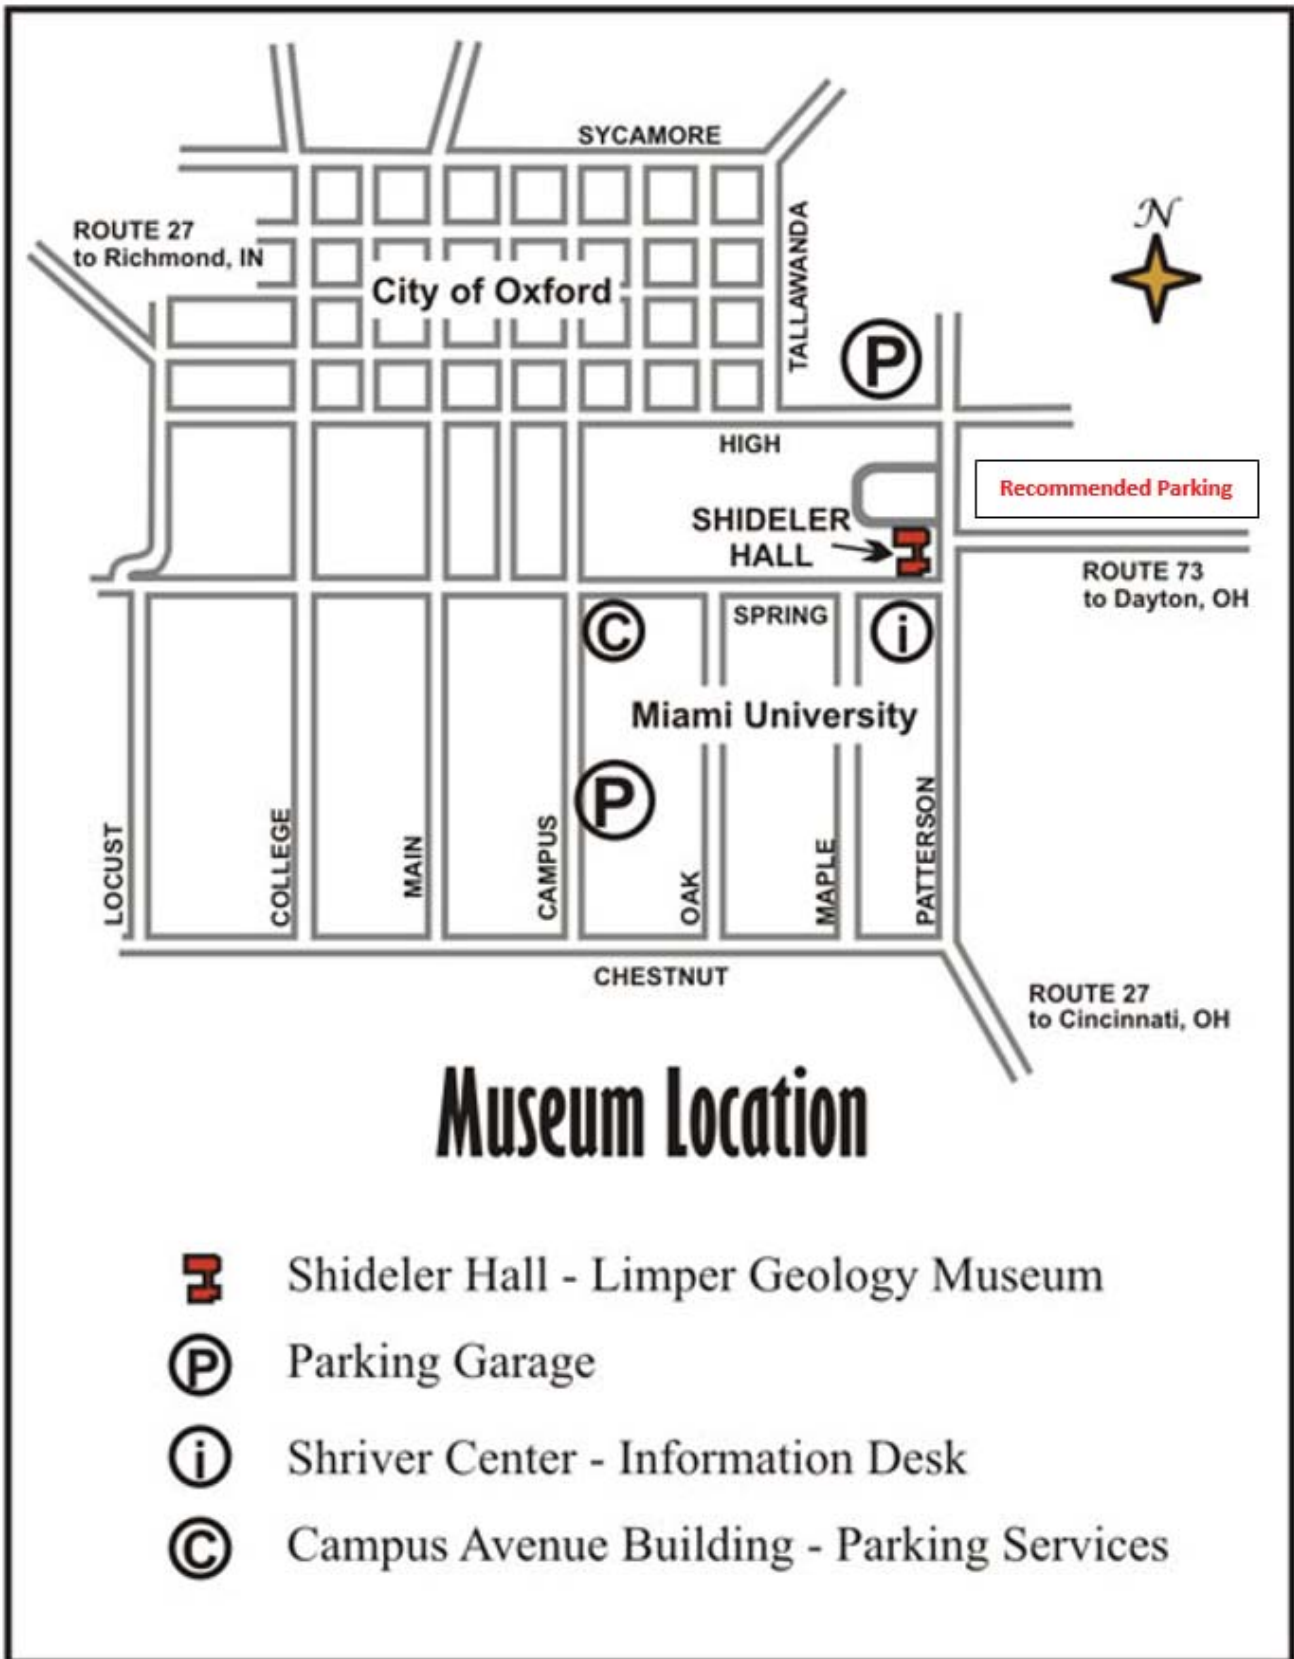 SYCAMORE
N
ROUTE 27
to Richmond, IN
TALLAWANDA
City of Oxford
P
HIGH
Recommended Parking
SHIDELER
HALL
ROUTE 73
to Dayton, OH
C
SPRING
i
Miami University
P
LOCUST
COLLEGE
MAIN
CAMPUS
OAK
MAPLE
PATTERSON
CHESTNUT
ROUTE 27
to Cincinnati, OH
Museum Location
Shideler Hall - Limper Geology Museum
P Parking Garage
i Shriver Center - Information Desk
C Campus Avenue Building - Parking Services